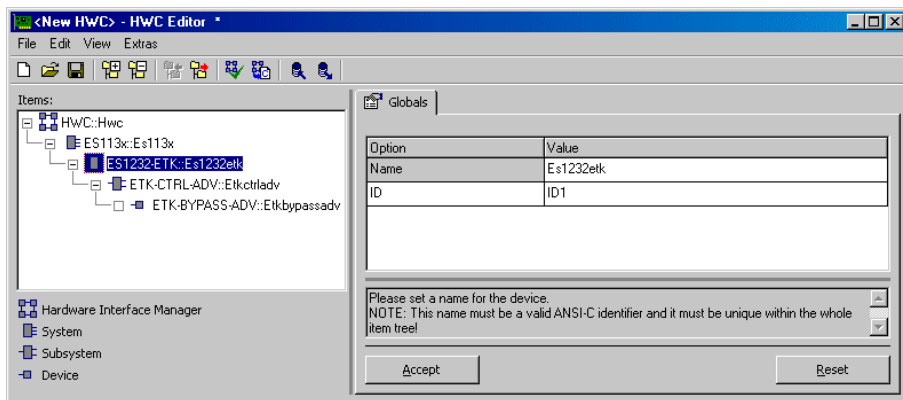 <New HWC> - HWC Editor *
File Edit View Extras
Items:
HWC::Hwc
ES113x::Es113x
ES1232-ETK::Es1232etk
ETK-CTRL-ADV::Etkctrladv
ETK-BYPASS-ADV::Etkbypassadv
Hardware Interface Manager
System
Subsystem
Device
Globals
Option Value
Name Es1232etk
ID ID1
Please set a name for the device.
NOTE: This name must be a valid ANSI-C identifier and it must be unique within the whole
item tree!
Accept Reset